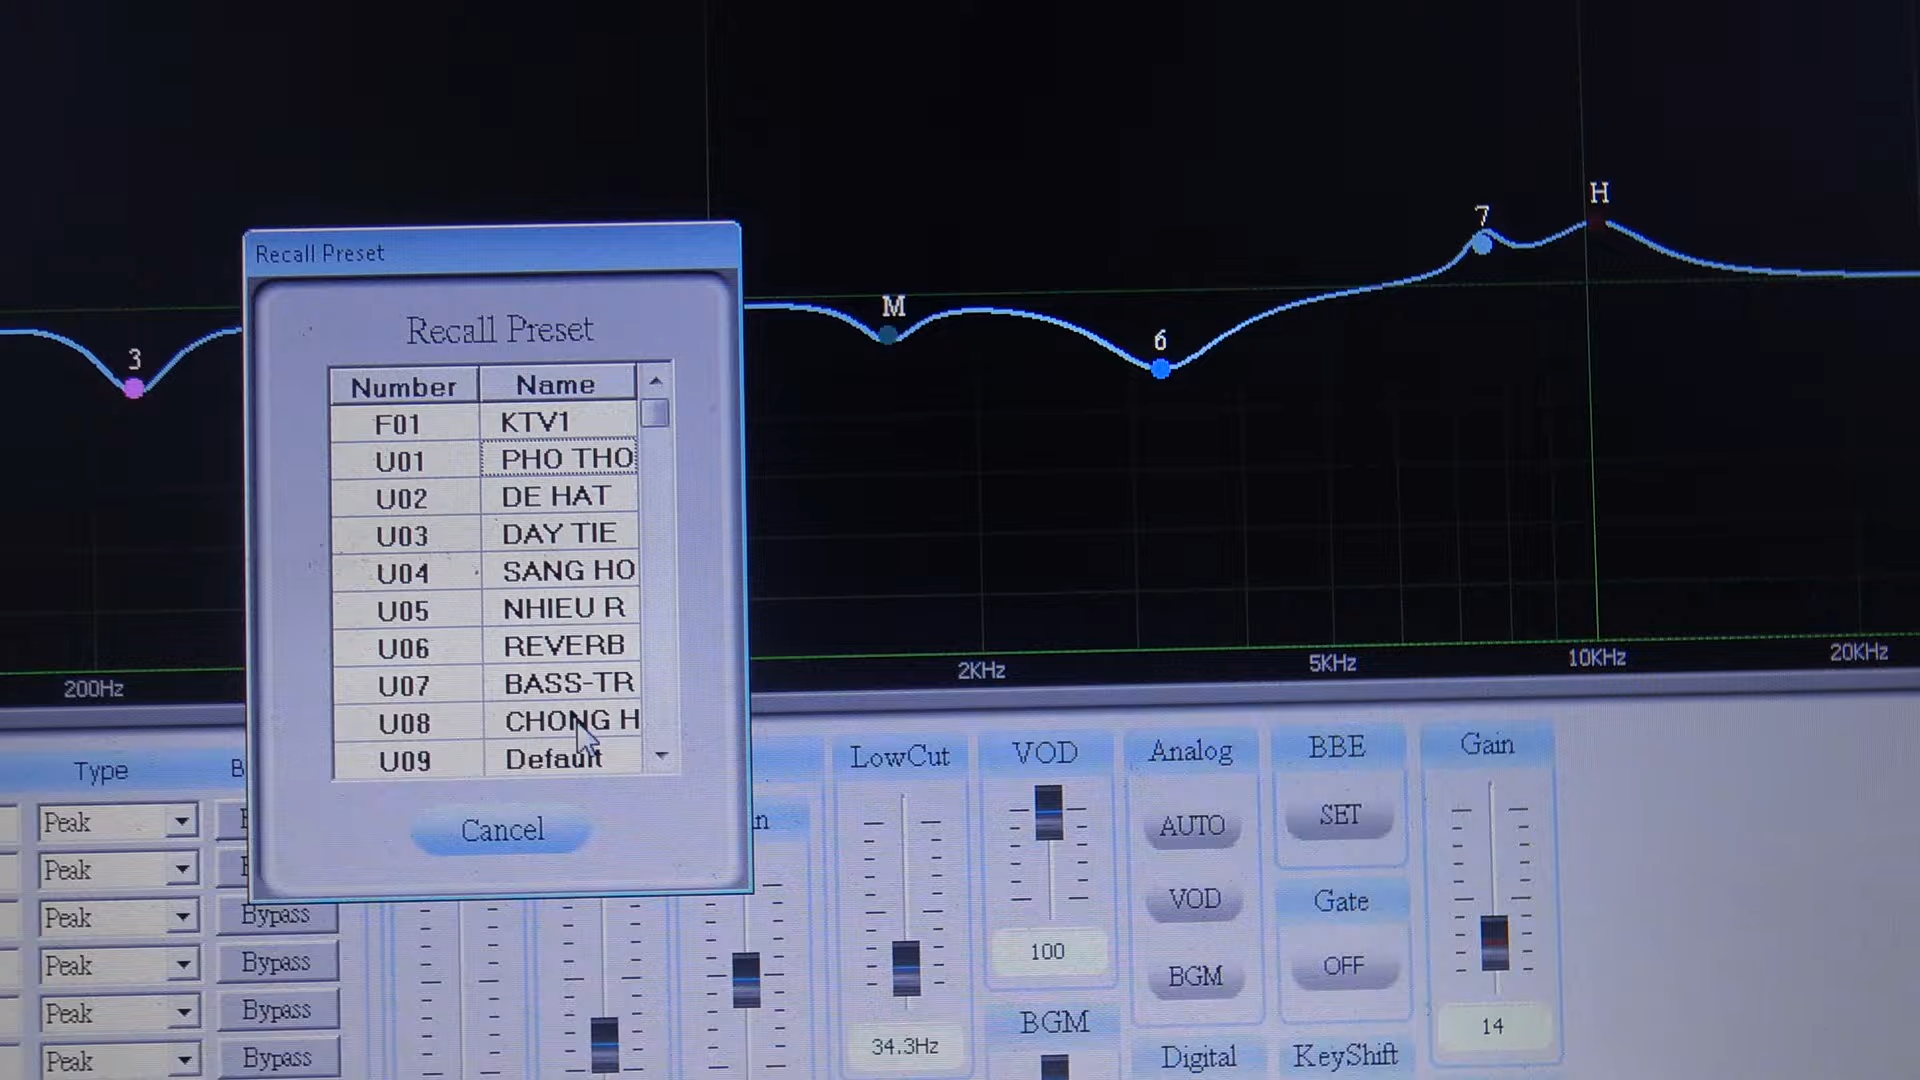 H
7
Recall Preset
M
Recall Preset
6
3
Number Name
F01 KTV1
U01 PHO THO
U02 DE HAT
U03 DAY TIE
U04 SANG HO
U05 NHIEU R
U06 REVERB
U07 BASS-TR
U08 CHONG H
U09 Default
Cancel
200Hz 2KHz 5KHz 10KHz 20KHz
Type B LowCut VOD Analog BBE Gain
Peak AUTO SET
Peak
Peak Bypass VOD Gate
Peak Bypass 100 BGM OFF
Peak Bypass BGM 14
Peak Bypass 34.3Hz Digital KeyShift